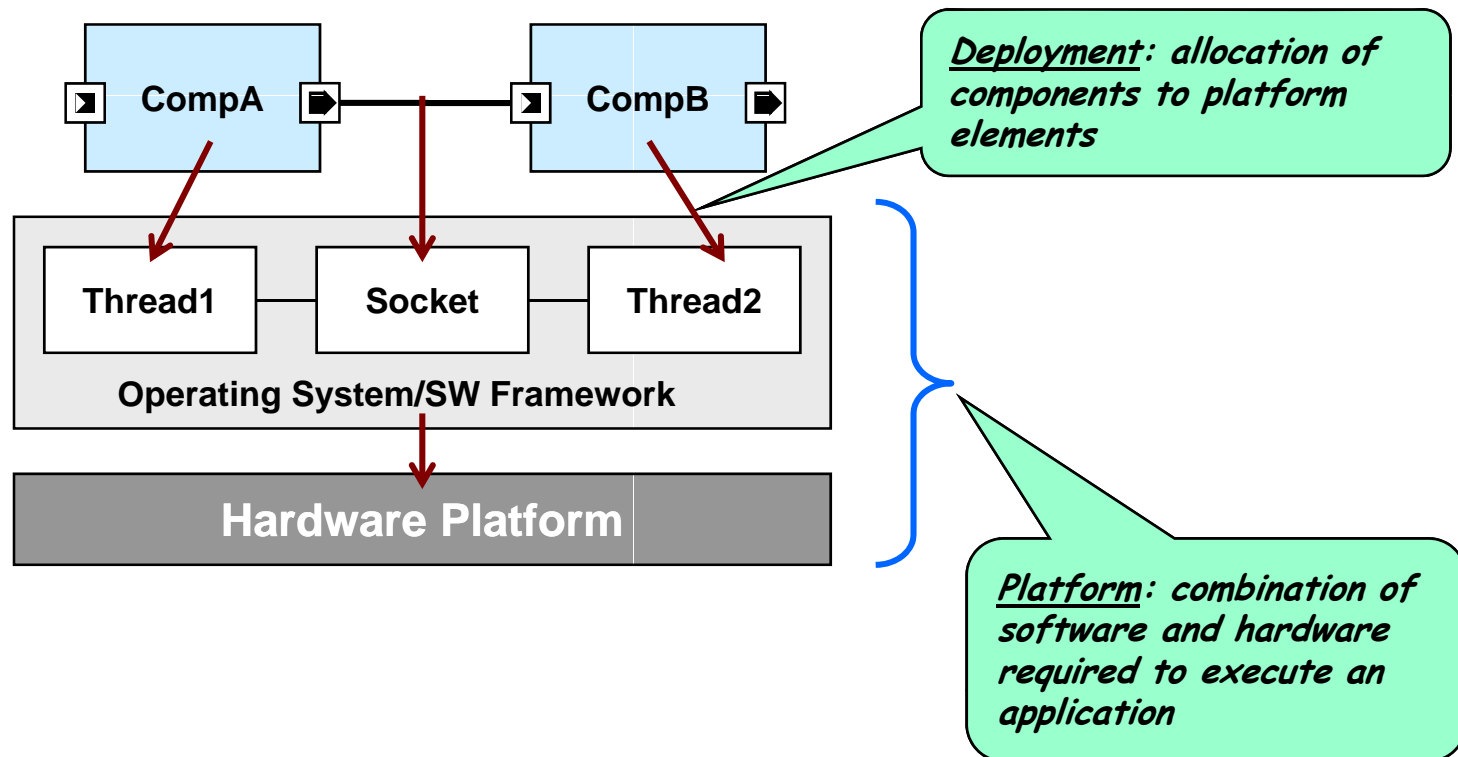 CompA
CompB
Deployment: allocation of
components to platform
elements
Thread1
Socket
Thread2
Operating System/SW Framework
Hardware Platform
Platform: combination of
software and hardware
required to execute an
application